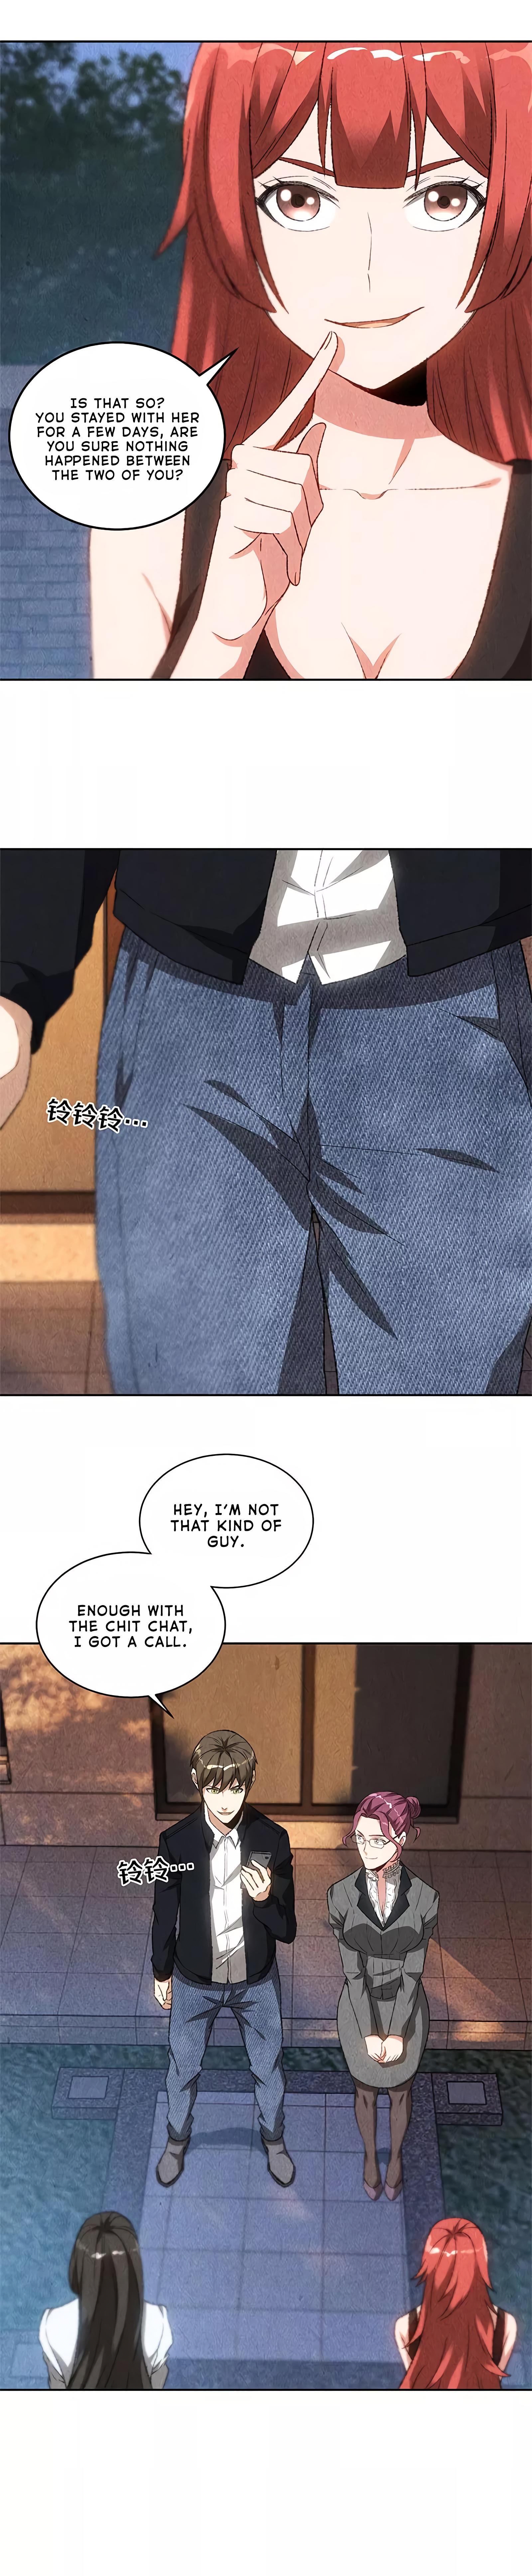 IS THAT SO?
YOU STAYED WITH HER
FOR A FEW DAYS, ARE
YOU SURE NOTHING
HAPPENED BETWEEN
THE TWO OF YOU?
铃铃铃…
HEY, I'M NOT
THAT KIND OF
GUY.
ENOUGH WITH
THE CHIT CHAT,
I GOT A CALL.
铃铃…